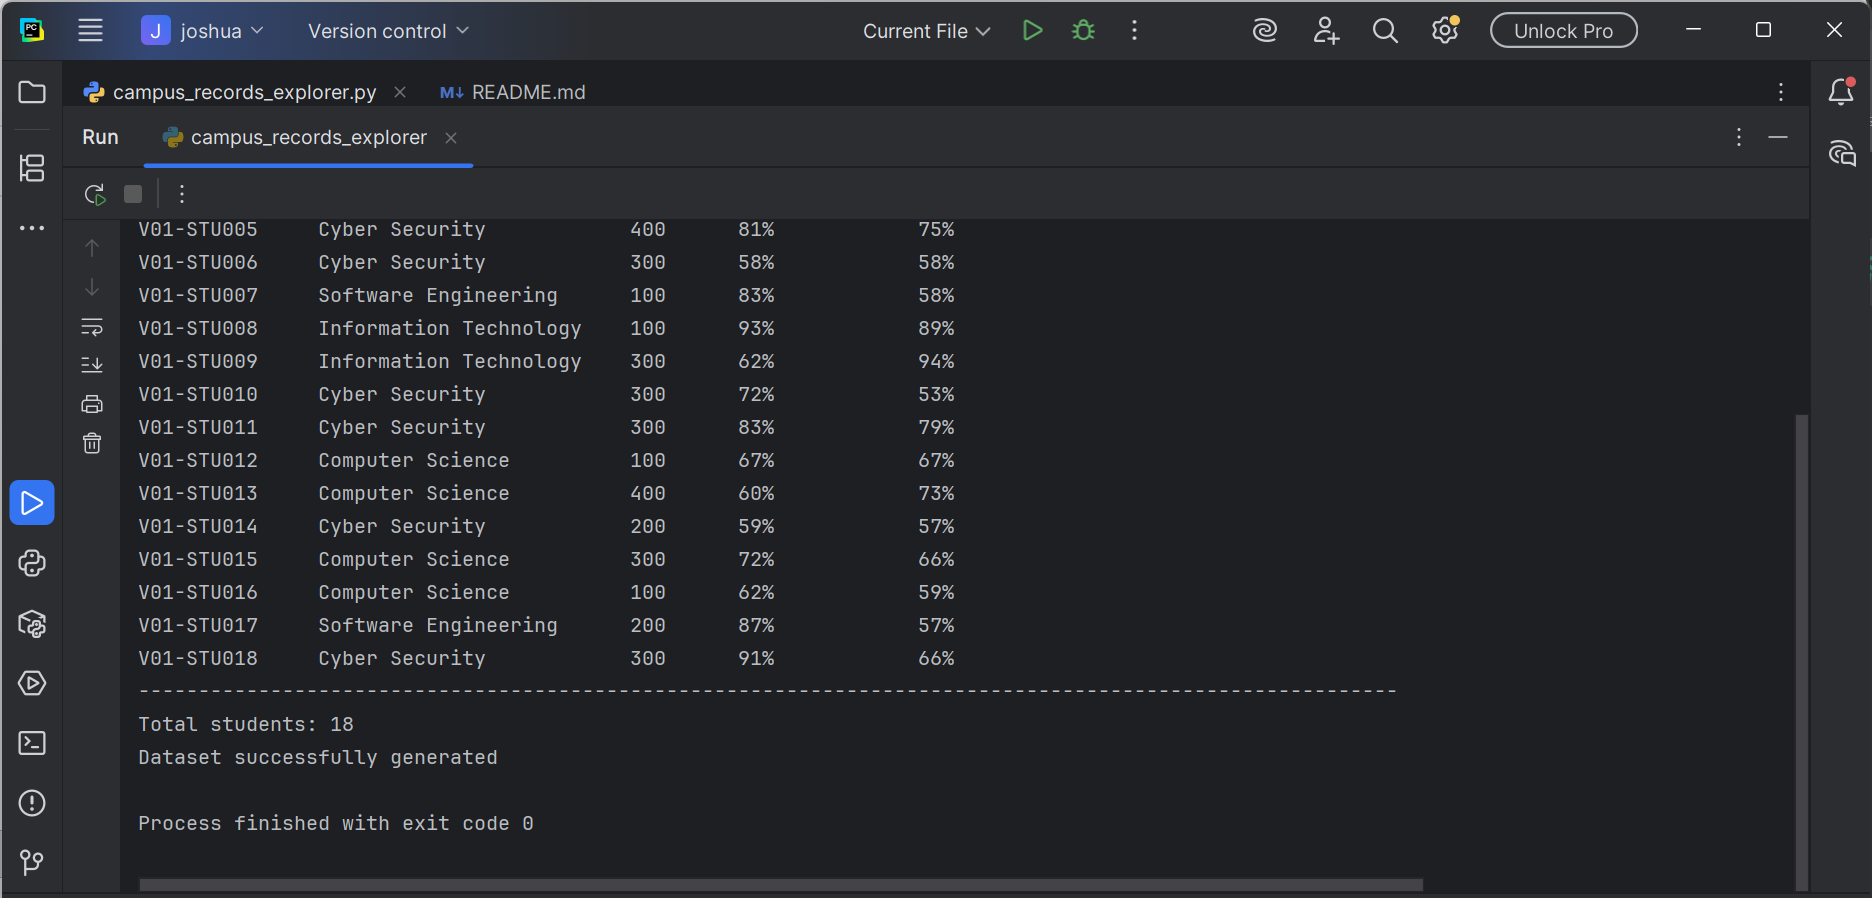 PC J joshua Version control Current File Unlock Pro
campus_records_explorer.py M↓ README.md
Run campus_records_explorer
V01-STU005 Cyber Security 400 81% 75%
V01-STU006 Cyber Security 300 58% 58%
V01-STU007 Software Engineering 100 83% 58%
V01-STU008 Information Technology 100 93% 89%
V01-STU009 Information Technology 300 62% 94%
V01-STU010 Cyber Security 300 72% 53%
V01-STU011 Cyber Security 300 83% 79%
V01-STU012 Computer Science 100 67% 67%
V01-STU013 Computer Science 400 60% 73%
V01-STU014 Cyber Security 200 59% 57%
V01-STU015 Computer Science 300 72% 66%
V01-STU016 Computer Science 100 62% 59%
V01-STU017 Software Engineering 200 87% 57%
V01-STU018 Cyber Security 300 91% 66%
---------------------------------------------------------------------------------------------------------
Total students: 18
Dataset successfully generated
Process finished with exit code 0